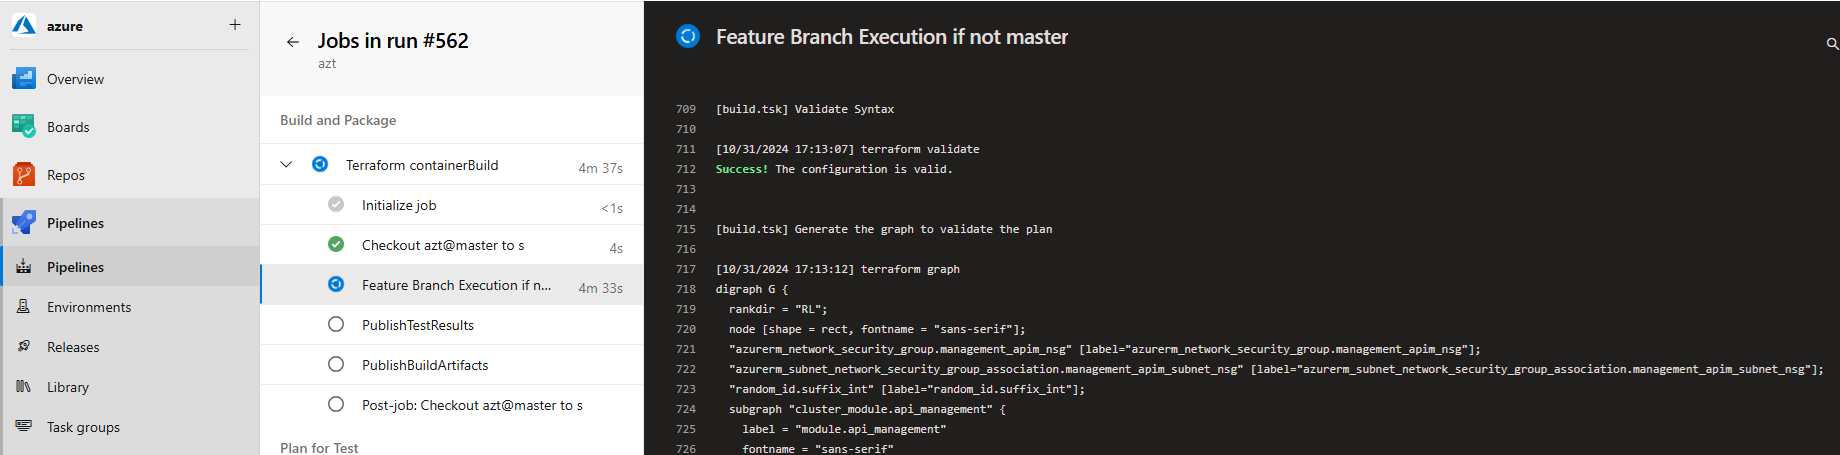 azure
+
Overview
Boards
Repos
Pipelines
Pipelines
Environments
Releases
Library
Task groups
← Jobs in run #562
azt
Build and Package
Terraform containerBuild 4m 37s
Initialize job <1s
Checkout azt@master to s 4s
Feature Branch Execution if n... 4m 33s
PublishTestResults
PublishBuildArtifacts
Post-job: Checkout azt@master to s
Plan for Test
Feature Branch Execution if not master
709 [build.tsk] Validate Syntax
710
711 [10/31/2024 17:13:07] terraform validate
712 Success! The configuration is valid.
713
714
715 [build.tsk] Generate the graph to validate the plan
716
717 [10/31/2024 17:13:12] terraform graph
718 digraph G {
719 rankdir = "RL";
720 node [shape = rect, fontname = "sans-serif"];
721 "azurerm_network_security_group.management_apim_nsg" [label="azurerm_network_security_group.management_apim_nsg"];
722 "azurerm_subnet_network_security_group_association.management_apim_subnet_nsg" [label="azurerm_subnet_network_security_group_association.management_apim_subnet_nsg"];
723 "random_id.suffix_int" [label="random_id.suffix_int"];
724 subgraph "cluster_module.api_management" {
725 label = "module.api_management"
726 fontname = "sans-serif"